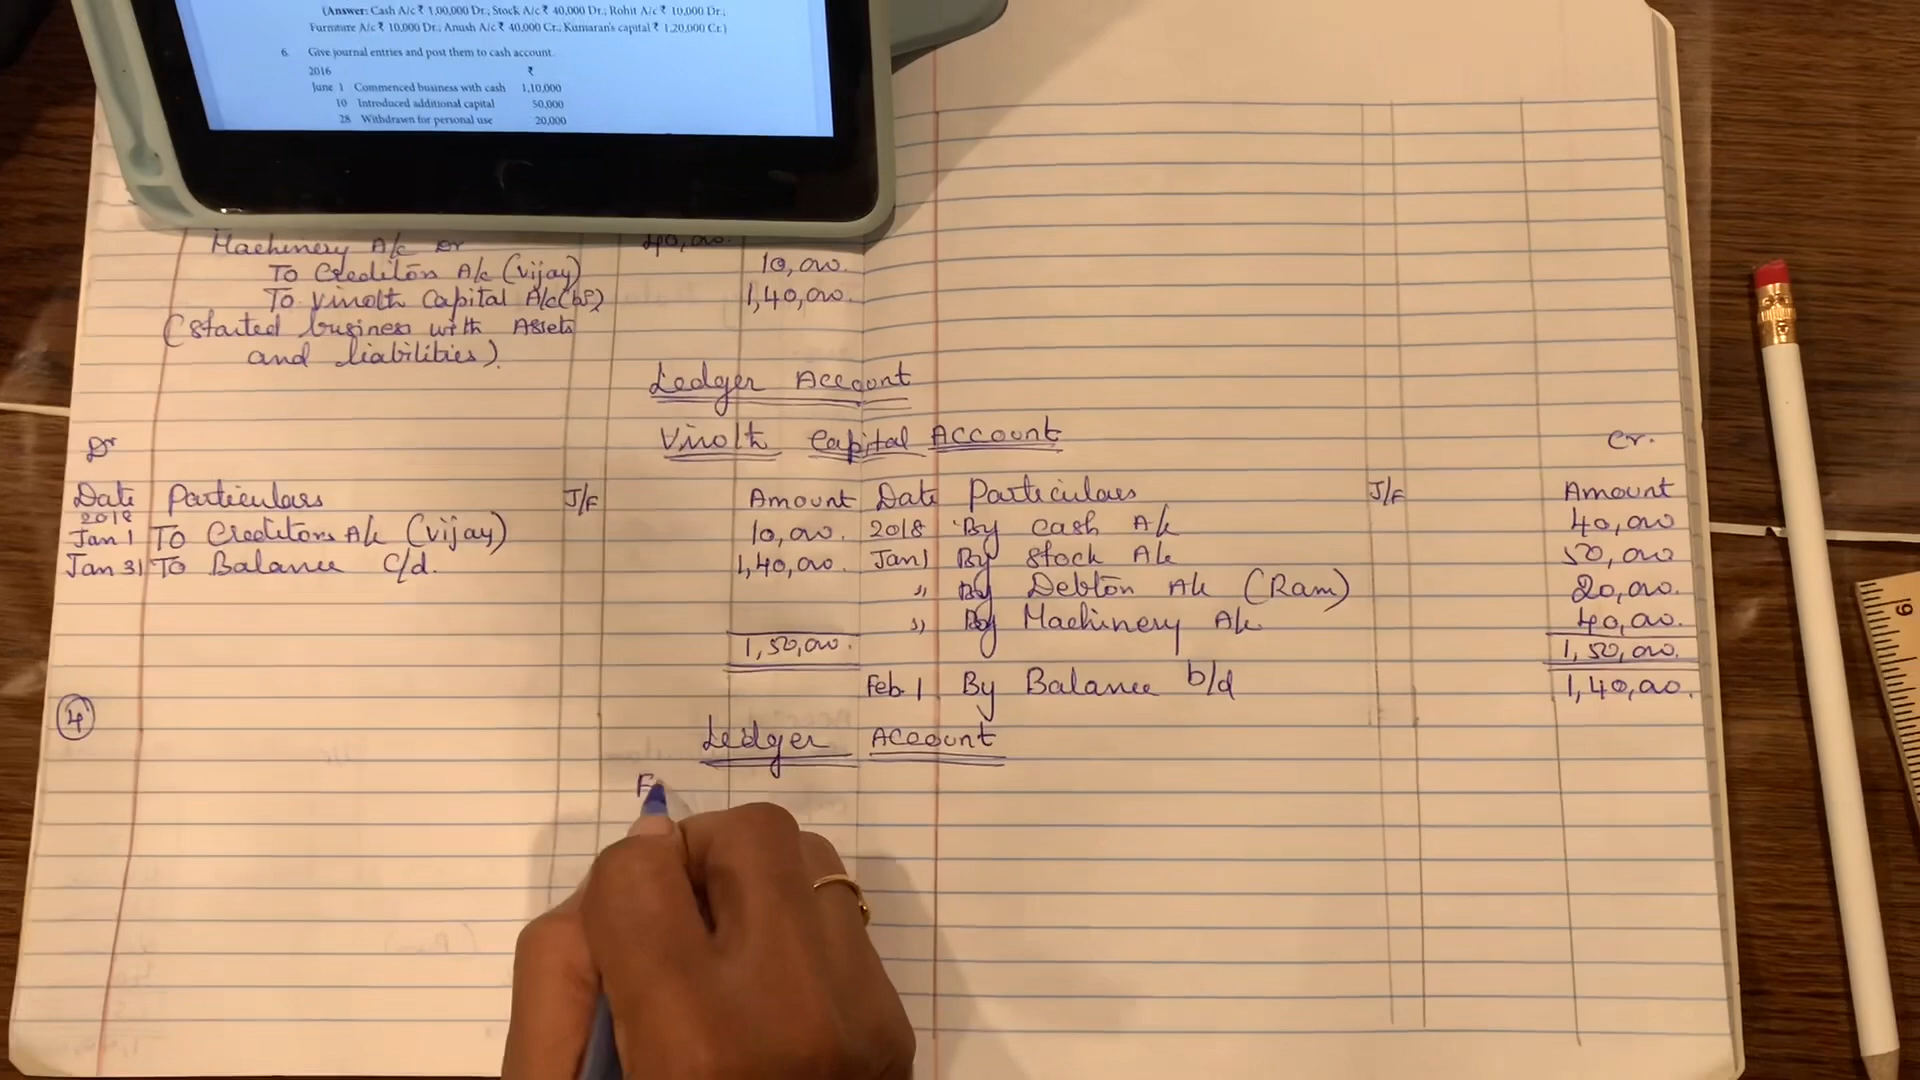 (Answer: Cash A/c ₹ 1,00,000 Dr.; Stock A/c ₹ 40,000 Dr.; Rohit A/c ₹ 10,000 Dr.;
Furniture A/c ₹ 10,000 Dr.; Anush A/c ₹ 40,000 Cr.; Kumaran's capital ₹ 1,20,000 Cr.)
6. Give journal entries and post them to cash account.
2016 ₹
June 1 Commenced business with cash 1,10,000
10 Introduced additional capital 50,000
28 Withdrawn for personal use 20,000
Machinery A/c Dr 40,000.
To Creditors A/c (vijay) 10,000.
To Vinoth Capital A/c (b/f) 1,40,000.
(Started business with Assets
and liabilities).
Ledger Account
Vinoth Capital Account
Dr Cr.
Date Particulars J/F Amount Date Particulars J/F Amount
2018
Jan 1 To Creditors A/c (vijay) 10,000. 2018 By Cash A/c 40,000
Jan 31 To Balance c/d. 1,40,000. Jan 1 By Stock A/c 50,000
,, By Debtors A/c (Ram) 20,000.
,, By Machinery A/c 40,000.
1,50,000. 1,50,000.
Feb. 1 By Balance b/d 1,40,000.
4
Ledger Account
F
9